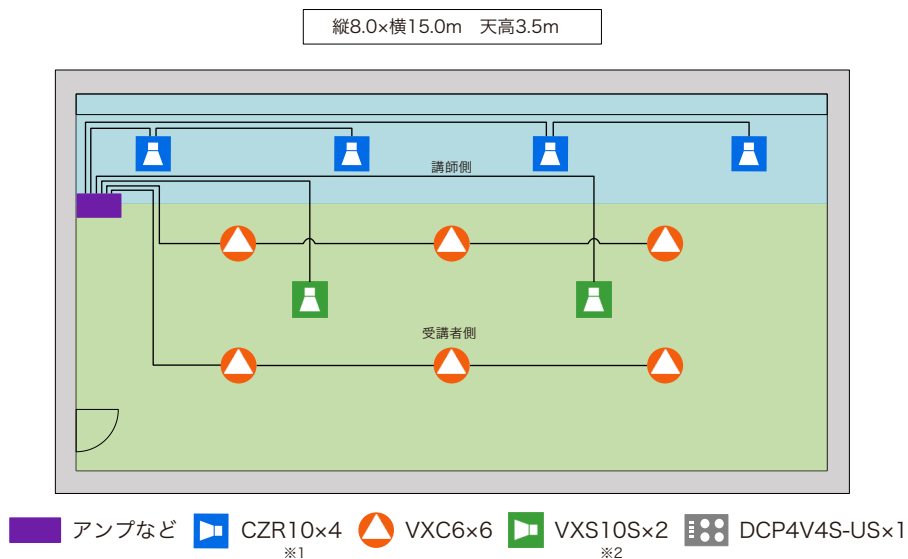 縦8.0×横15.0m　天高3.5m
講師側
受講者側
アンプなど CZR10×4 VXC6×6 VXS10S×2 DCP4V4S-US×1
※1 ※2